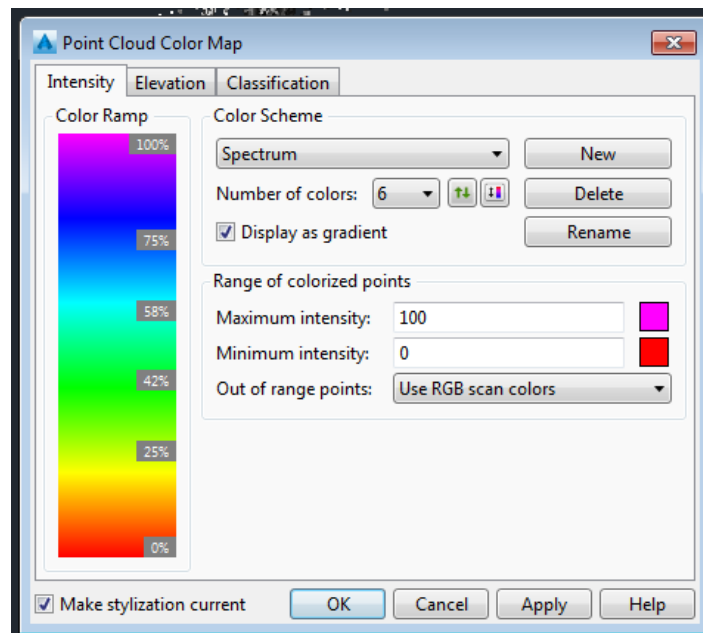 Point Cloud Color Map
Intensity Elevation Classification
Color Ramp
100%
75%
58%
42%
25%
0%
Color Scheme
Spectrum New
Number of colors: 6 Delete
Display as gradient Rename
Range of colorized points
Maximum intensity: 100
Minimum intensity: 0
Out of range points: Use RGB scan colors
Make stylization current OK Cancel Apply Help